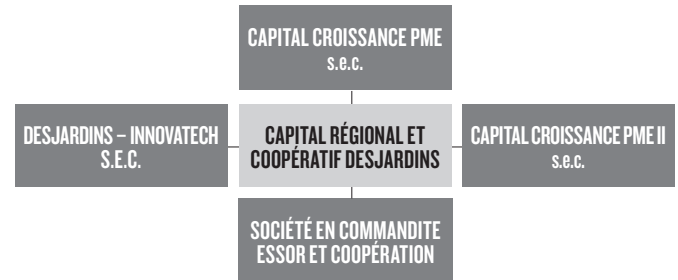 CAPITAL CROISSANCE PME
s.e.c.
DESJARDINS – INNOVATECH
S.E.C.
CAPITAL RÉGIONAL ET
COOPÉRATIF DESJARDINS
CAPITAL CROISSANCE PME II
s.e.c.
SOCIÉTÉ EN COMMANDITE
ESSOR ET COOPÉRATION